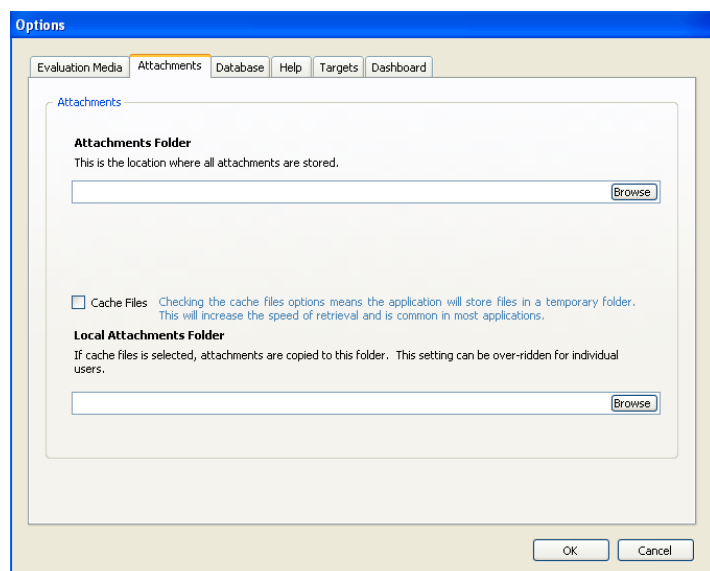 Options
Evaluation Media Attachments Database Help Targets Dashboard
Attachments
Attachments Folder
This is the location where all attachments are stored.
Browse
Cache Files Checking the cache files options means the application will store files in a temporary folder.
This will increase the speed of retrieval and is common in most applications.
Local Attachments Folder
If cache files is selected, attachments are copied to this folder. This setting can be over-ridden for individual
users.
Browse
OK Cancel